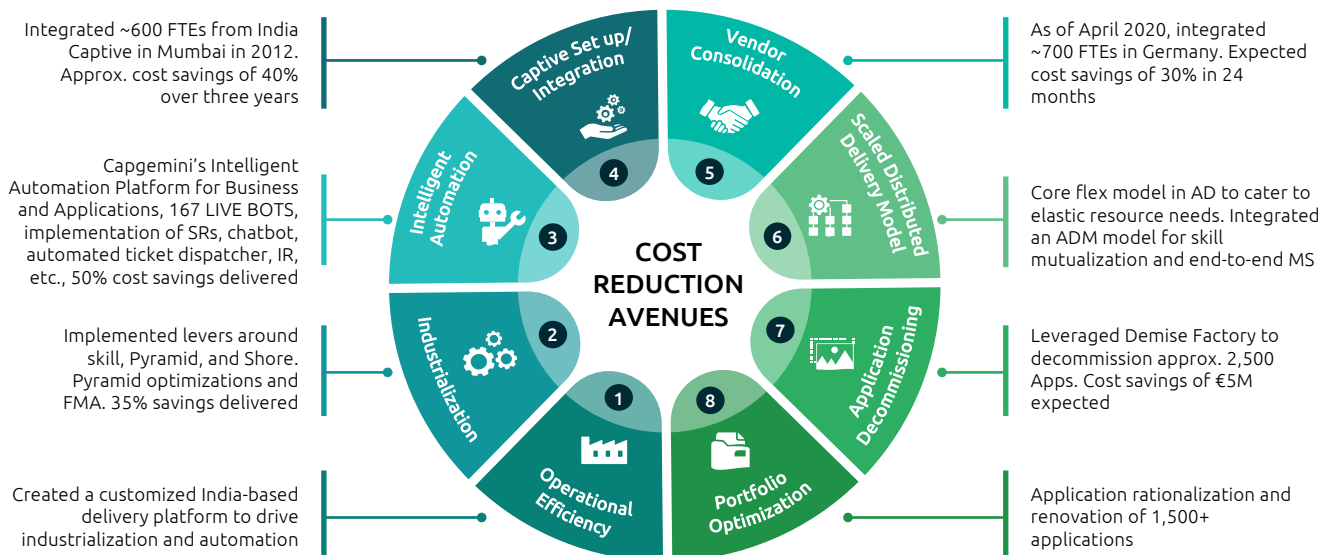 Integrated ~600 FTEs from India
Captive in Mumbai in 2012.
Approx. cost savings of 40%
over three years
Capgemini's Intelligent
Automation Platform for Business
and Applications, 167 LIVE BOTS,
implementation of SRs, chatbot,
automated ticket dispatcher, IR,
etc., 50% cost savings delivered
Implemented levers around
skill, Pyramid, and Shore.
Pyramid optimizations and
FMA. 35% savings delivered
Created a customized India-based
delivery platform to drive
industrialization and automation
Captive Set up/
Integration
4
Intelligent
Automation
3
Industrialization
2
Operational
Efficiency
1
COST
REDUCTION
AVENUES
Vendor
Consolidation
5
Scaled Distributed
Delivery Model
6
Application
Decommissioning
7
Portfolio
Optimization
8
As of April 2020, integrated
~700 FTEs in Germany. Expected
cost savings of 30% in 24
months
Core flex model in AD to cater to
elastic resource needs. Integrated
an ADM model for skill
mutualization and end-to-end MS
Leveraged Demise Factory to
decommission approx. 2,500
Apps. Cost savings of €5M
expected
Application rationalization and
renovation of 1,500+
applications